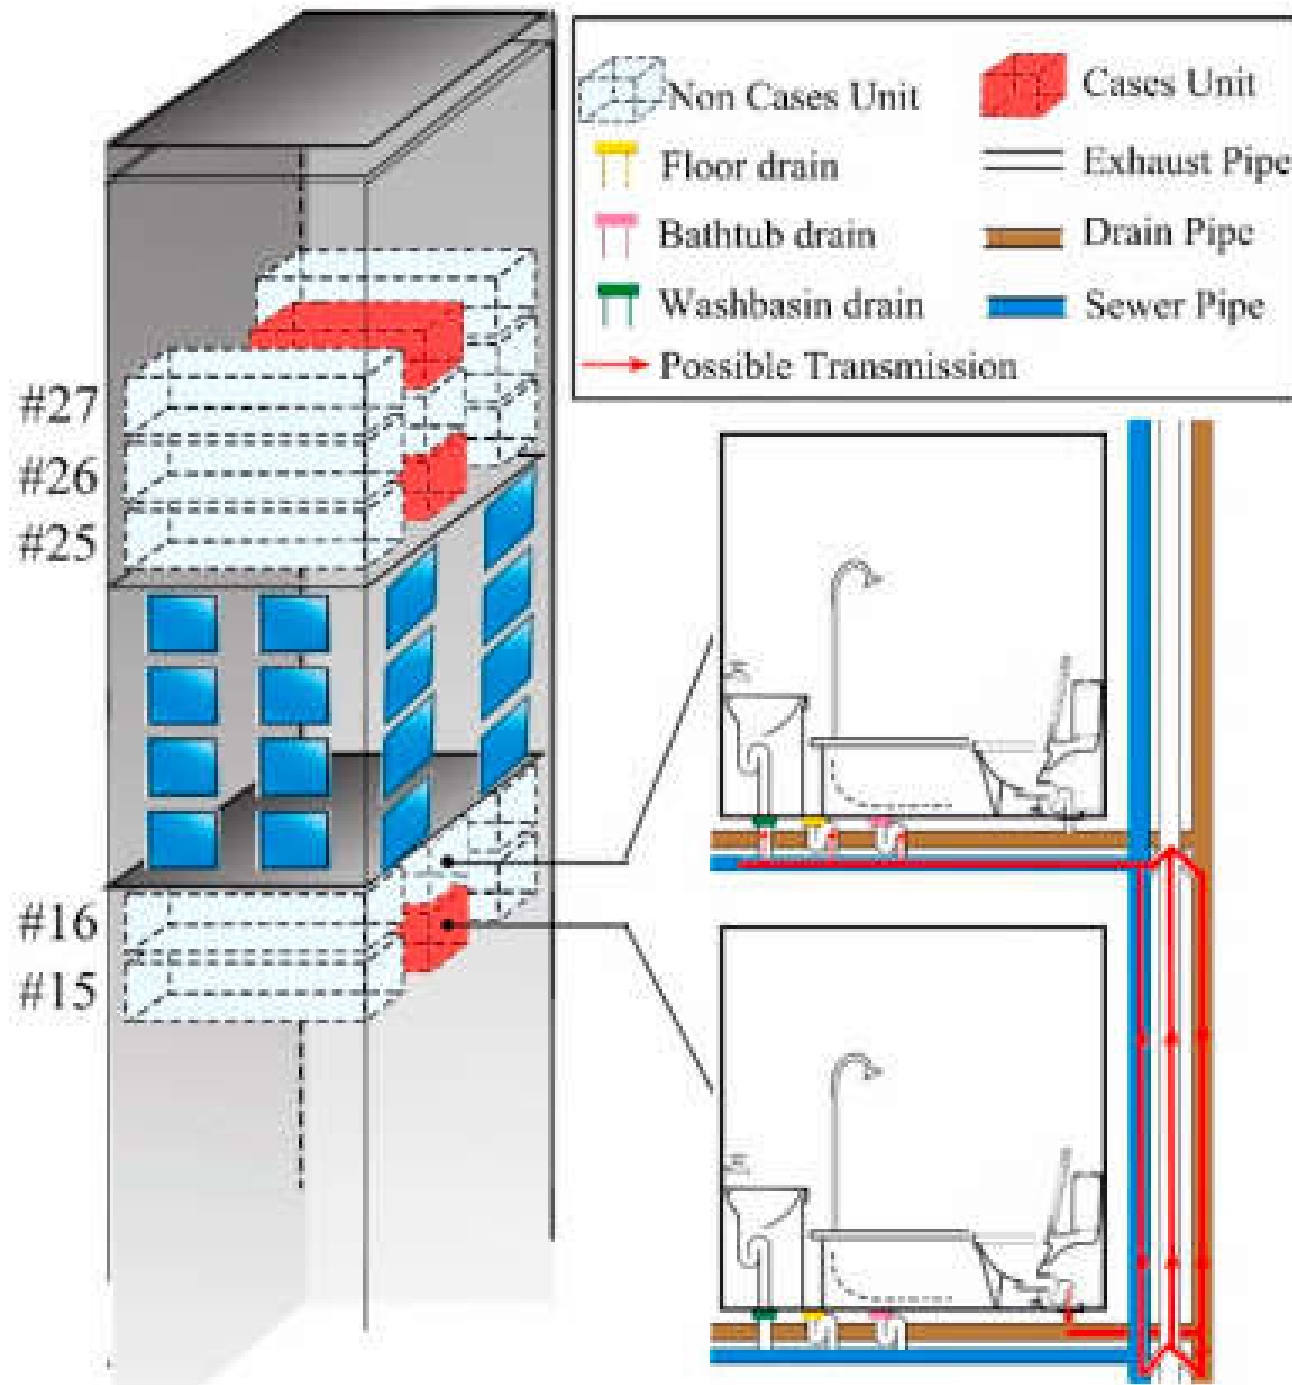 Non Cases Unit
Cases Unit
Floor drain
Exhaust Pipe
Bathtub drain
Drain Pipe
Washbasin drain
Sewer Pipe
Possible Transmission
#27
#26
#25
#16
#15